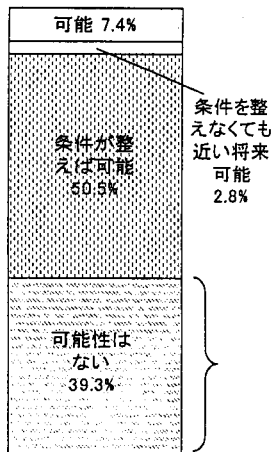 可能 7.4%
条件を整
えなくても
近い将来
可能
2.8%
条件が整
えば可能
50.5%
可能性は
ない
39.3%